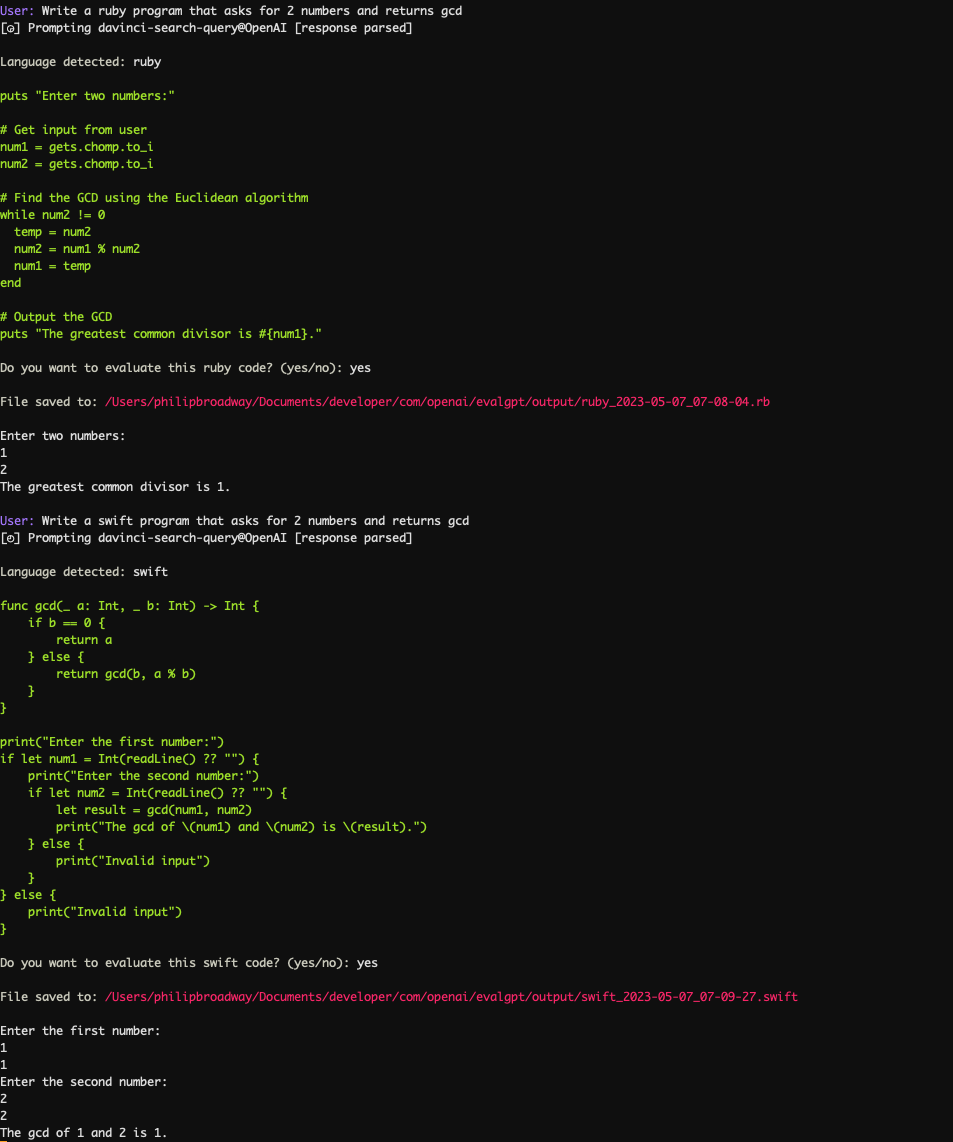 User: Write a ruby program that asks for 2 numbers and returns gcd
[◶] Prompting davinci-search-query@OpenAI [response parsed]

Language detected: ruby

puts "Enter two numbers:"

# Get input from user
num1 = gets.chomp.to_i
num2 = gets.chomp.to_i

# Find the GCD using the Euclidean algorithm
while num2 != 0
  temp = num2
  num2 = num1 % num2
  num1 = temp
end

# Output the GCD
puts "The greatest common divisor is #{num1}."

Do you want to evaluate this ruby code? (yes/no): yes

File saved to: /Users/philipbroadway/Documents/developer/com/openai/evalgpt/output/ruby_2023-05-07_07-08-04.rb

Enter two numbers:
1
2
The greatest common divisor is 1.

User: Write a swift program that asks for 2 numbers and returns gcd
[◴] Prompting davinci-search-query@OpenAI [response parsed]

Language detected: swift

func gcd(_ a: Int, _ b: Int) -> Int {
    if b == 0 {
        return a
    } else {
        return gcd(b, a % b)
    }
}

print("Enter the first number:")
if let num1 = Int(readLine() ?? "") {
    print("Enter the second number:")
    if let num2 = Int(readLine() ?? "") {
        let result = gcd(num1, num2)
        print("The gcd of \(num1) and \(num2) is \(result).")
    } else {
        print("Invalid input")
    }
} else {
    print("Invalid input")
}

Do you want to evaluate this swift code? (yes/no): yes

File saved to: /Users/philipbroadway/Documents/developer/com/openai/evalgpt/output/swift_2023-05-07_07-09-27.swift

Enter the first number:
1
1
Enter the second number:
2
2
The gcd of 1 and 2 is 1.